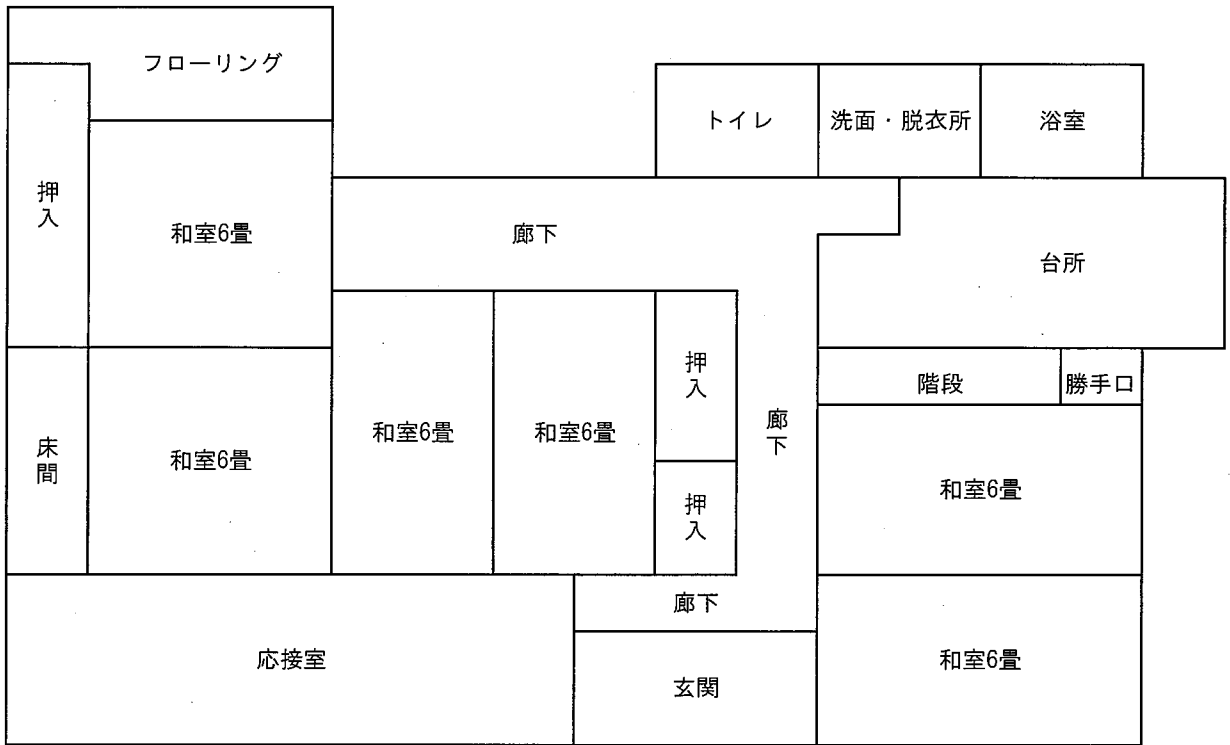 フローリング
トイレ
洗面・脱衣所
浴室
押入
和室6畳
廊下
台所
押入
階段
勝手口
床間
和室6畳
和室6畳
和室6畳
廊下
和室6畳
押入
廊下
応接室
玄関
和室6畳